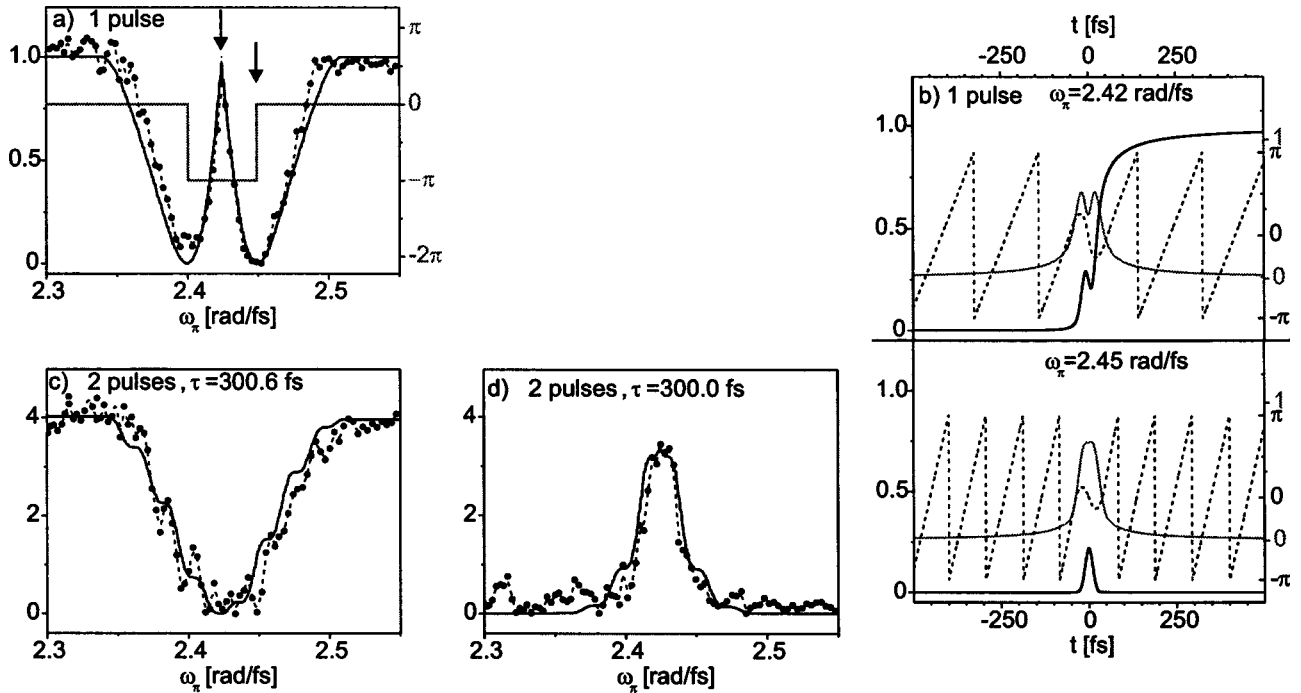 a) 1 pulse
π
1.0
0
0.5
-π
0
-2π
2.3 2.4 2.5
ω_π [rad/fs]
t [fs]
-250 0 250
b) 1 pulse ω_π=2.42 rad/fs
1.0
1
π
0.5
0
0
0
-π
ω_π=2.45 rad/fs
1.0
1
π
0.5
0
0
0
-π
-250 0 250
t [fs]
c) 2 pulses , τ =300.6 fs
4
2
0
2.3 2.4 2.5
ω_π [rad/fs]
d) 2 pulses , τ =300.0 fs
4
2
0
2.3 2.4 2.5
ω_π [rad/fs]